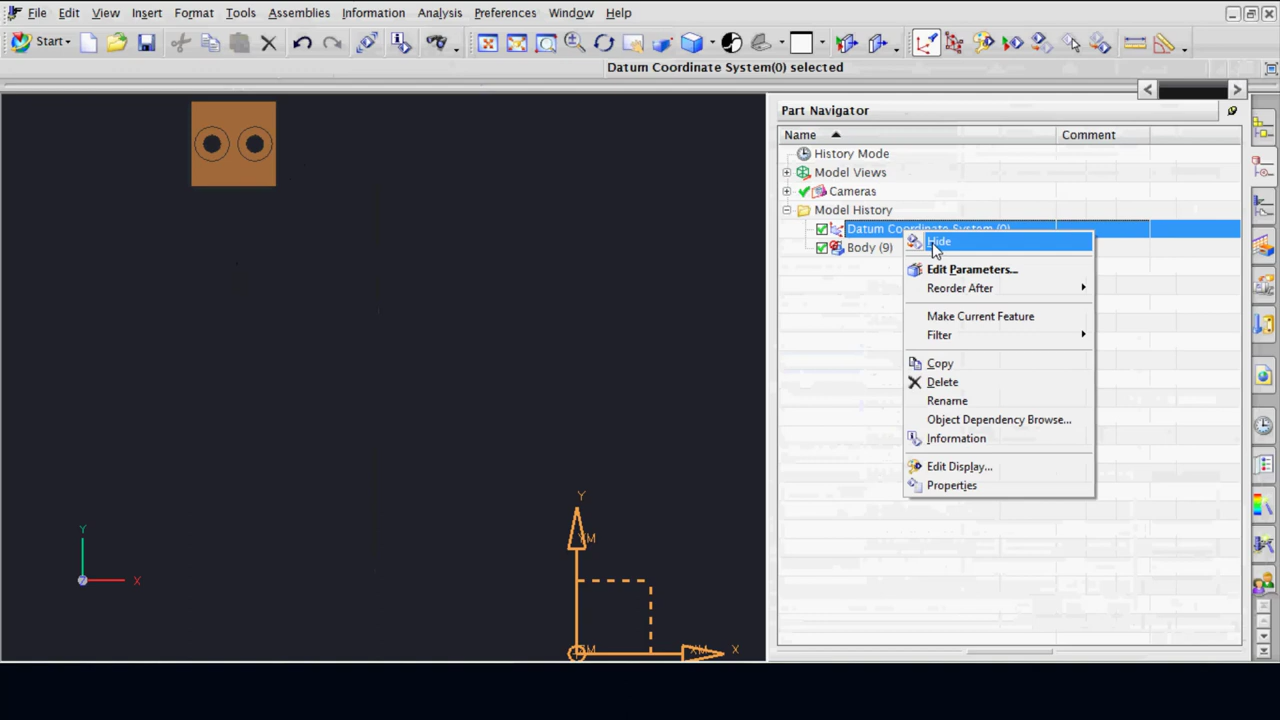 File Edit View Insert Format Tools Assemblies Information Analysis Preferences Window Help
Start
Datum Coordinate System(0) selected
Part Navigator
Name Comment
History Mode
Model Views
Cameras
Model History
Datum Coordinate System (0)
Body (9)
Hide
Edit Parameters...
Reorder After
Make Current Feature
Filter
Copy
Delete
Rename
Object Dependency Browse...
Information
Edit Display...
Properties
Y
YM
Y
X
Z
ZM
XM
X